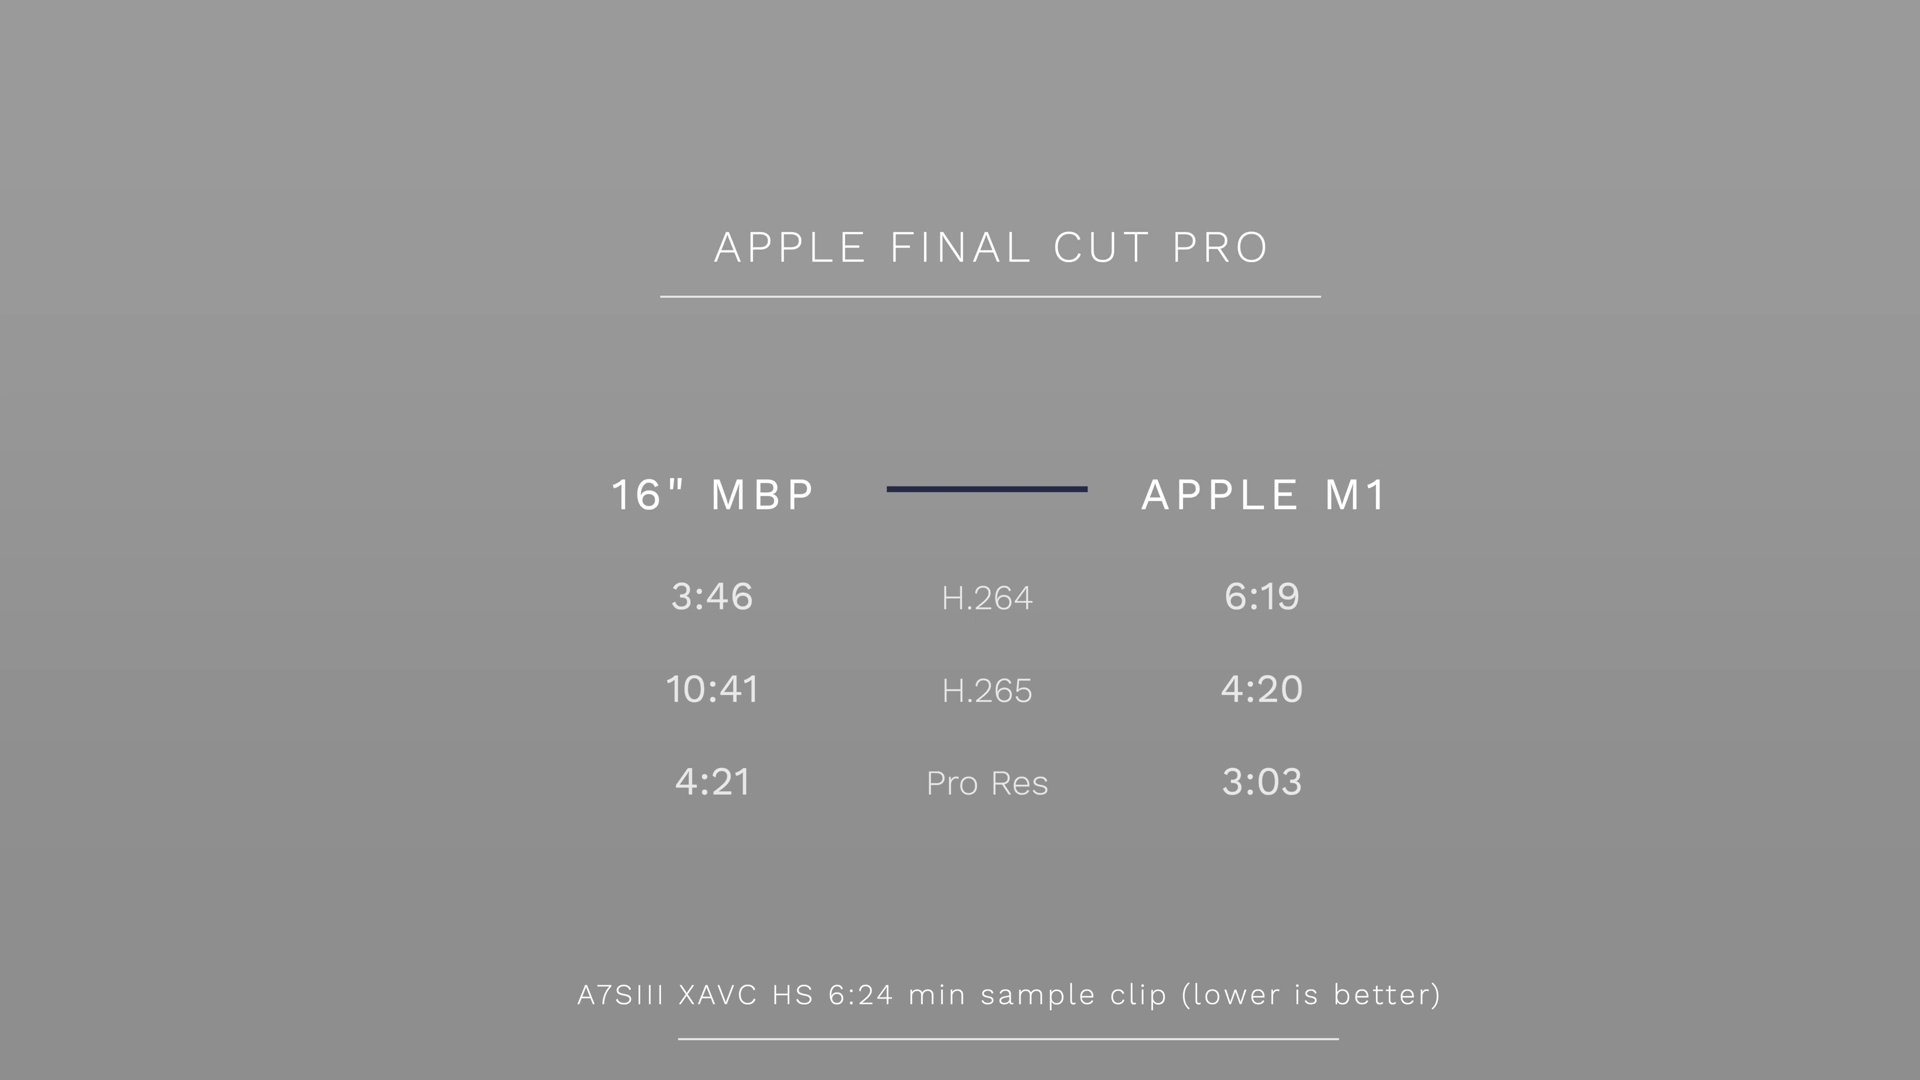 APPLE FINAL CUT PRO
16" MBP APPLE M1
3:46 H.264 6:19
10:41 H.265 4:20
4:21 Pro Res 3:03
A7SIII XAVC HS 6:24 min sample clip (lower is better)